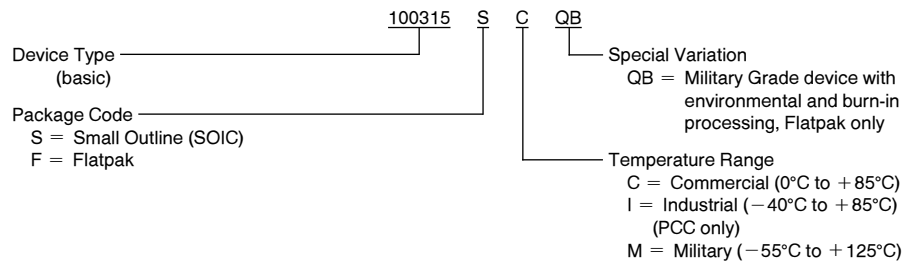 100315 S C QB
Device Type
(basic)
Package Code
S = Small Outline (SOIC)
F = Flatpak
Special Variation
QB = Military Grade device with
environmental and burn-in
processing, Flatpak only
Temperature Range
C = Commercial (0°C to +85°C)
I = Industrial (−40°C to +85°C)
(PCC only)
M = Military (−55°C to +125°C)